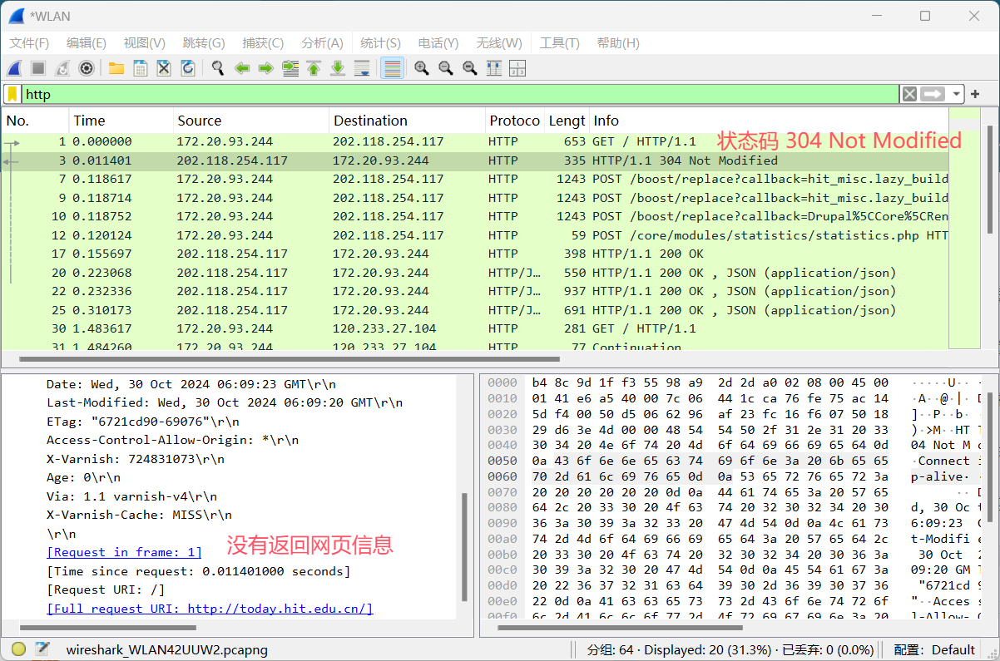 *WLAN
文件(F) 编辑(E) 视图(V) 跳转(G) 捕获(C) 分析(A) 统计(S) 电话(Y) 无线(W) 工具(T) 帮助(H)
http
No. Time Source Destination Protoco Lengt Info
1 0.000000 172.20.93.244 202.118.254.117 HTTP 653 GET / HTTP/1.1
状态码 304 Not Modified
3 0.011401 202.118.254.117 172.20.93.244 HTTP 335 HTTP/1.1 304 Not Modified
7 0.118617 172.20.93.244 202.118.254.117 HTTP 1243 POST /boost/replace?callback=hit_misc.lazy_build
9 0.118714 172.20.93.244 202.118.254.117 HTTP 1243 POST /boost/replace?callback=hit_misc.lazy_build
10 0.118752 172.20.93.244 202.118.254.117 HTTP 1243 POST /boost/replace?callback=Drupal%5CCore%5CRen
12 0.120124 172.20.93.244 202.118.254.117 HTTP 59 POST /core/modules/statistics/statistics.php HTT
17 0.155697 202.118.254.117 172.20.93.244 HTTP 398 HTTP/1.1 200 OK
20 0.223068 202.118.254.117 172.20.93.244 HTTP/J… 550 HTTP/1.1 200 OK , JSON (application/json)
22 0.232336 202.118.254.117 172.20.93.244 HTTP/J… 937 HTTP/1.1 200 OK , JSON (application/json)
25 0.310173 202.118.254.117 172.20.93.244 HTTP/J… 691 HTTP/1.1 200 OK , JSON (application/json)
30 1.483617 172.20.93.244 120.233.27.104 HTTP 281 GET / HTTP/1.1
31 1.484260 172.20.93.244 120.233.27.104 HTTP 77 Continuation
Date: Wed, 30 Oct 2024 06:09:23 GMT\r\n
Last-Modified: Wed, 30 Oct 2024 06:09:20 GMT\r\n
ETag: "6721cd90-69076"\r\n
Access-Control-Allow-Origin: *\r\n
X-Varnish: 724831073\r\n
Age: 0\r\n
Via: 1.1 varnish-v4\r\n
X-Varnish-Cache: MISS\r\n
\r\n
[Request in frame: 1]
没有返回网页信息
[Time since request: 0.011401000 seconds]
[Request URI: /]
[Full request URI: http://today.hit.edu.cn/]
0000 b4 8c 9d 1f f3 55 98 a9 2d 2d a0 02 08 00 45 00 ·····U··
0010 01 41 e6 a5 40 00 7c 06 44 1c ca 76 fe 75 ac 14 ·A··@·|·
0020 5d f4 00 50 d5 06 62 96 af 23 fc 16 f6 07 50 18 ]··P··b·
0030 29 d6 3e 4d 00 00 48 54 54 50 2f 31 2e 31 20 33 )·>M··HT
0040 30 34 20 4e 6f 74 20 4d 6f 64 69 66 69 65 64 0d 04 Not M
0050 0a 43 6f 6e 6e 65 63 74 69 6f 6e 3a 20 6b 65 65 ·Connect
0060 70 2d 61 6c 69 76 65 0d 0a 53 65 72 76 65 72 3a p-alive·
0070 20 20 20 20 20 20 0d 0a 44 61 74 65 3a 20 57 65 ··
0080 64 2c 20 33 30 20 4f 63 74 20 32 30 32 34 20 30 d, 30 Oc
0090 36 3a 30 39 3a 32 33 20 47 4d 54 0d 0a 4c 61 73 6:09:23
00a0 74 2d 4d 6f 64 69 66 69 65 64 3a 20 57 65 64 2c t-Modifi
00b0 20 33 30 20 4f 63 74 20 32 30 32 34 20 30 36 3a 30 Oct
00c0 30 39 3a 32 30 20 47 4d 54 0d 0a 45 54 61 67 3a 09:20 GM
00d0 20 22 36 37 32 31 63 64 39 30 2d 36 39 30 37 36 "6721cd
00e0 22 0d 0a 41 63 63 65 73 73 2d 43 6f 6e 74 72 6f "··Acces
00f0 6c 2d 41 6c 6c 6f 77 2d 4f 72 69 67 69 6e 3a 20 l-Allow-
wireshark_WLAN42UUW2.pcapng 分组: 64 · Displayed: 20 (31.3%) · 已丢弃: 0 (0.0%) 配置: Default